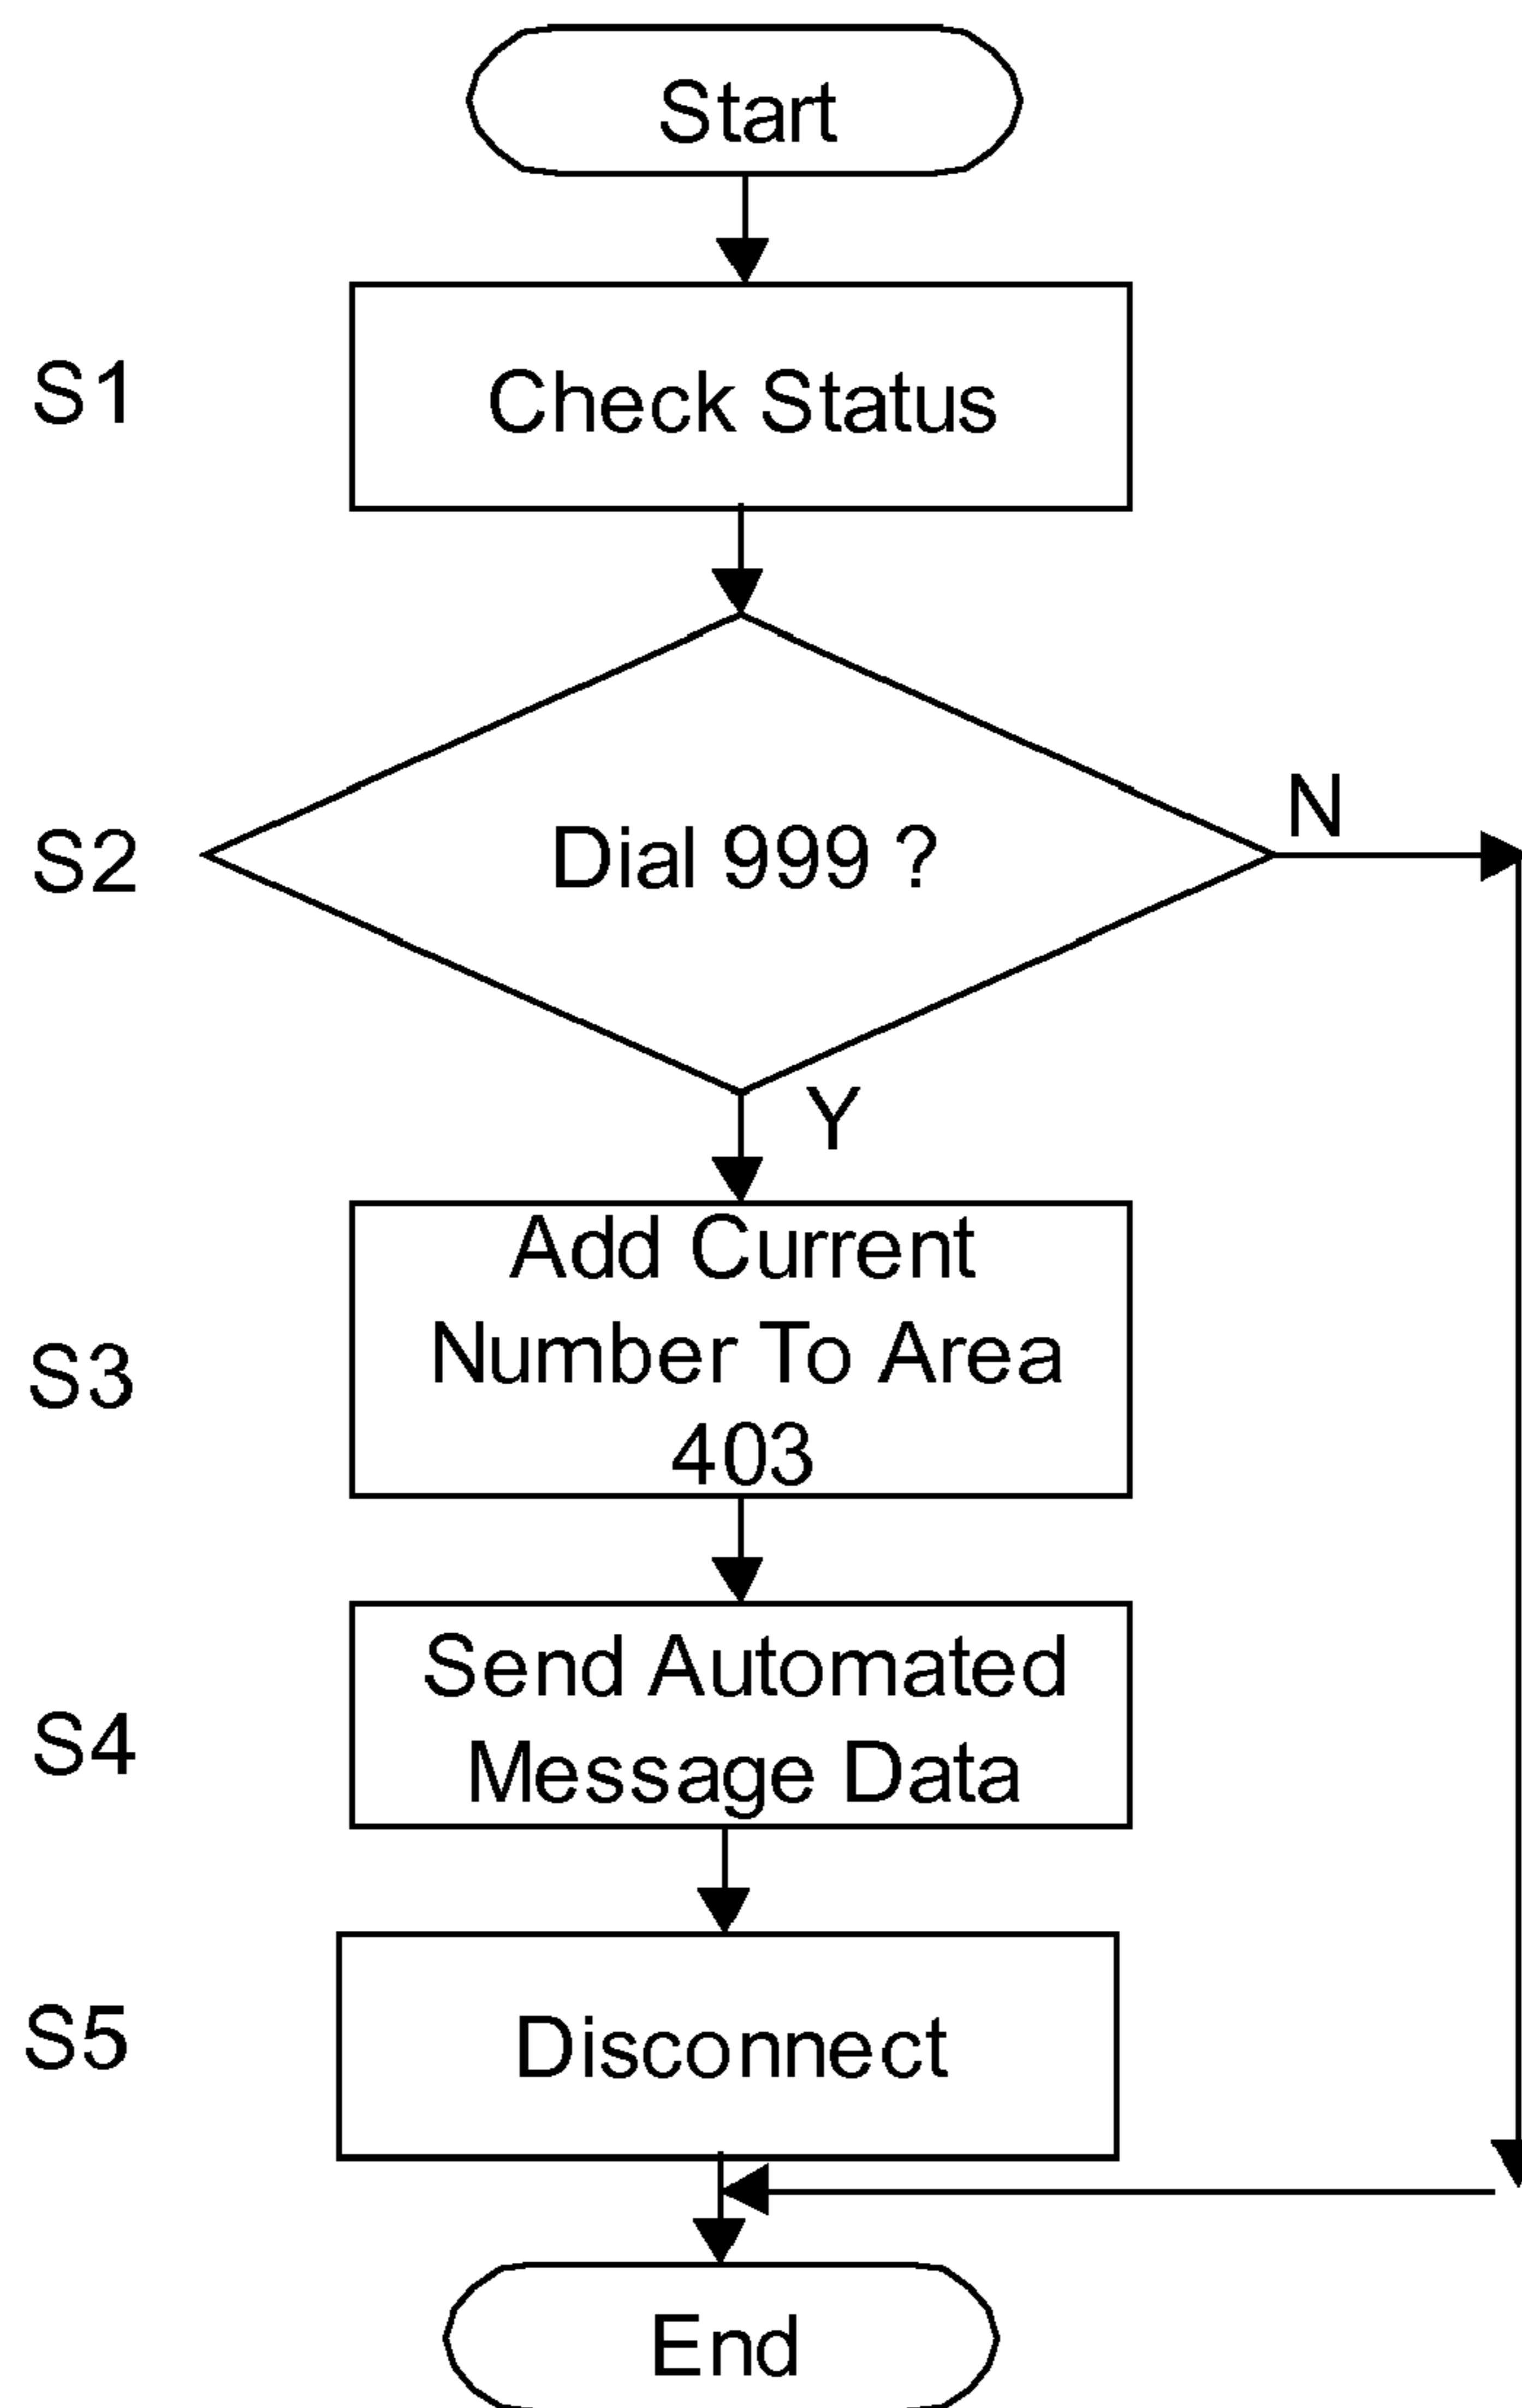 Start
S1
Check Status
S2
Dial 999 ?
N
Y
S3
Add Current
Number To Area
403
S4
Send Automated
Message Data
S5
Disconnect
End